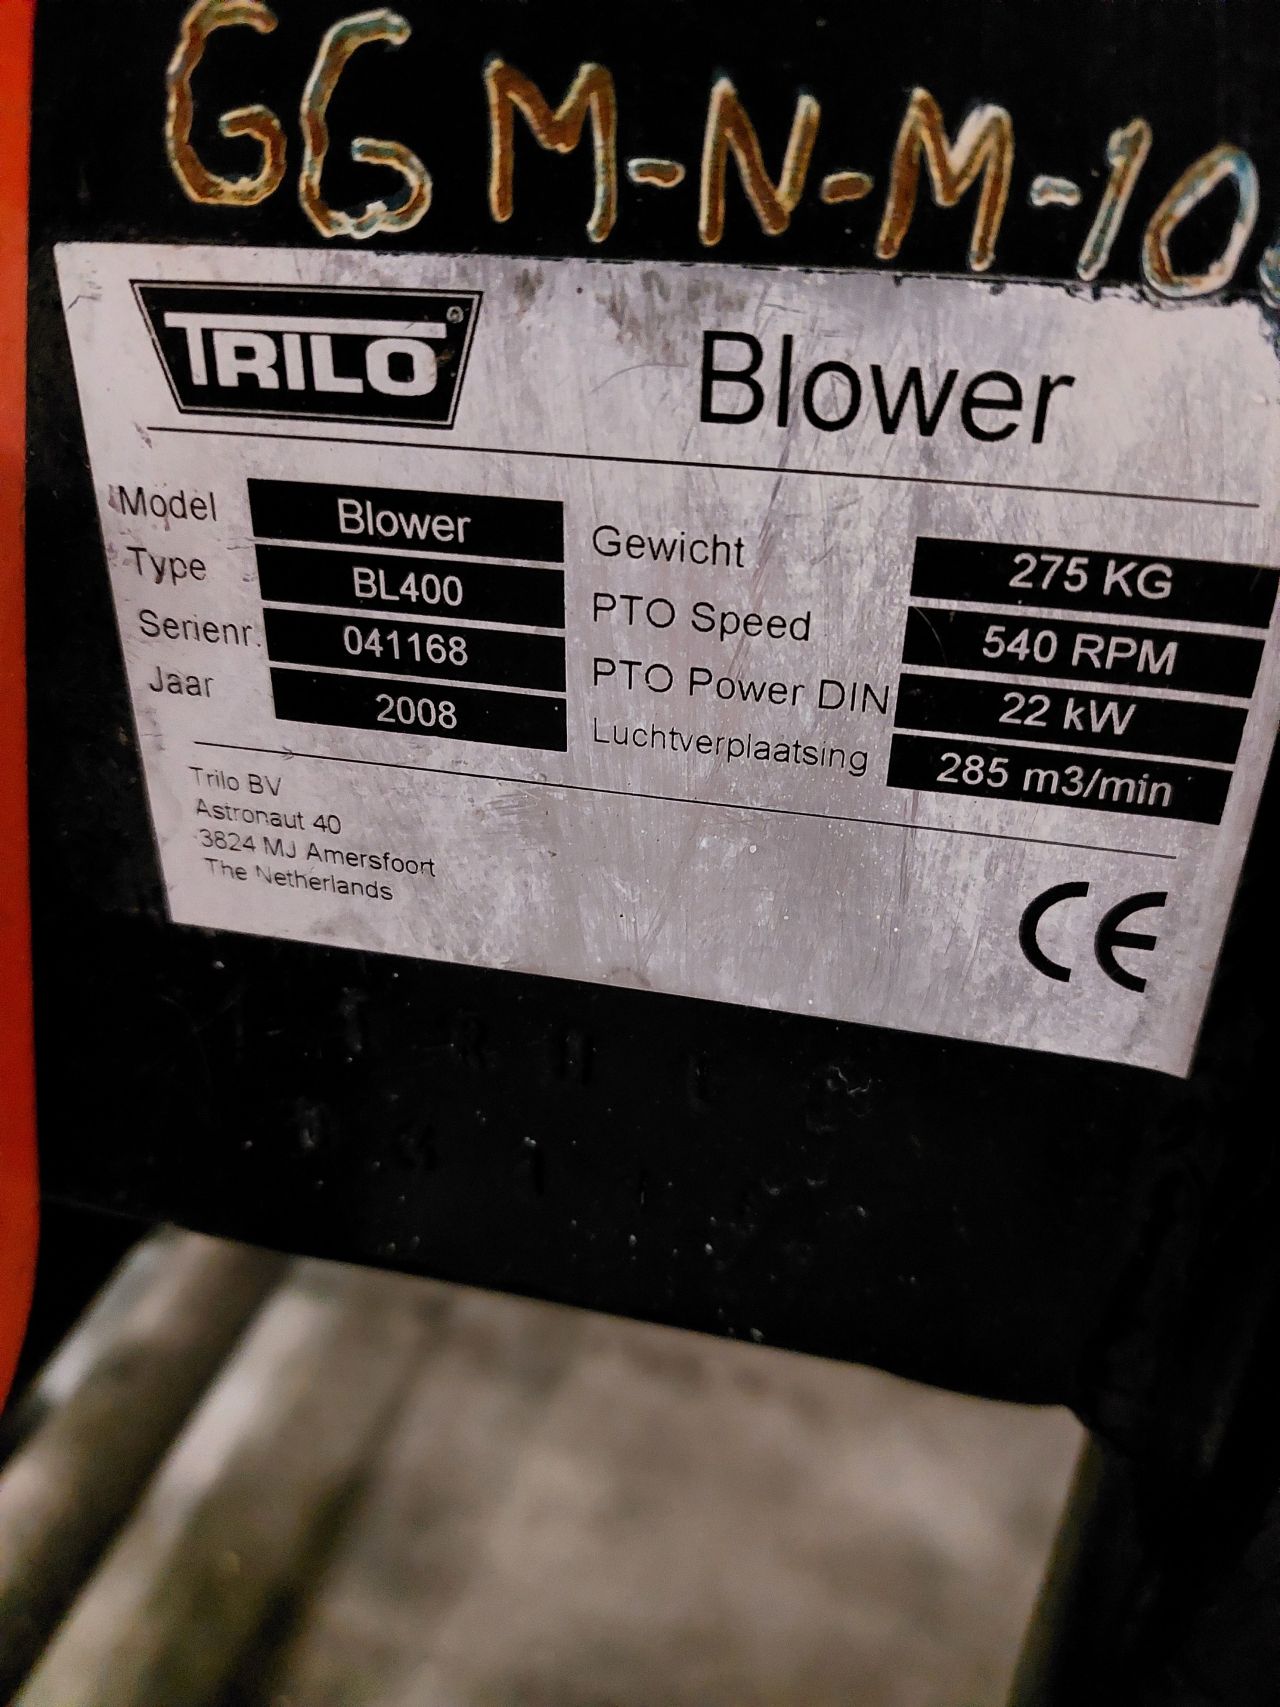 GGM-N-M-10
TRILO®
Blower
Model Blower
Type BL400
Serienr. 041168
Jaar 2008
Gewicht 275 KG
PTO Speed 540 RPM
PTO Power DIN 22 kW
Luchtverplaatsing 285 m3/min
Trilo BV
Astronaut 40
3824 MJ Amersfoort
The Netherlands
CE